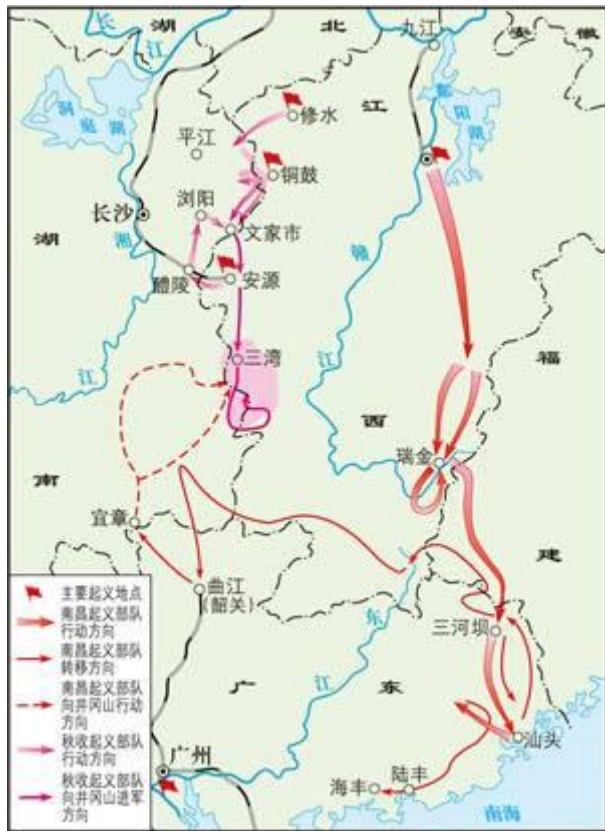 湖
北
安
徽
长
江
九江
洞
庭
湖
鄱
阳
湖
修水
平江
江
铜鼓
浏阳
长沙
文家市
湖
湘
赣
醴陵
安源
三湾
江
江
福
西
瑞金
南
宜章
建
曲江
(韶关)
东
三河坝
广
东
江
汕头
广州
海丰
陆丰
南海
主要起义地点
南昌起义部队
行动方向
南昌起义部队
转移方向
南昌起义部队
向井冈山行动
方向
秋收起义部队
行动方向
秋收起义部队
向井冈山进军
方向